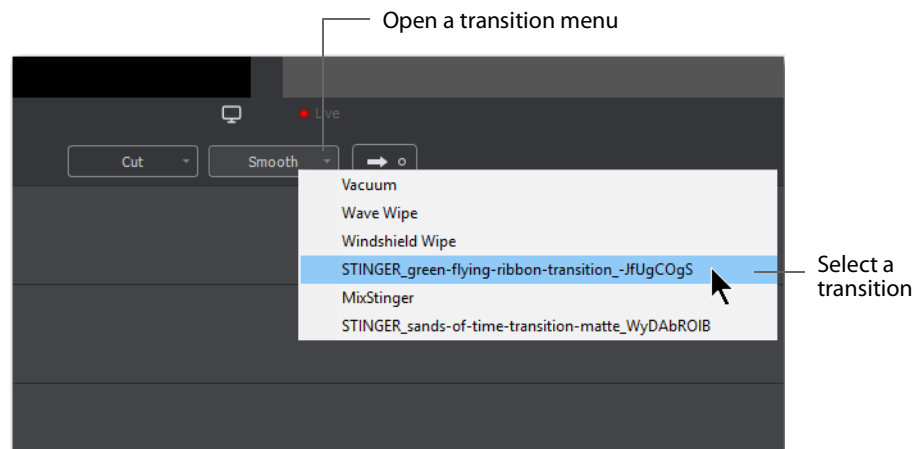 Open a transition menu
Live
Cut
Smooth
Vacuum
Wave Wipe
Windshield Wipe
STINGER_green-flying-ribbon-transition_-JfUgCOgS
MixStinger
STINGER_sands-of-time-transition-matte_WyDAbROIB
Select a
transition